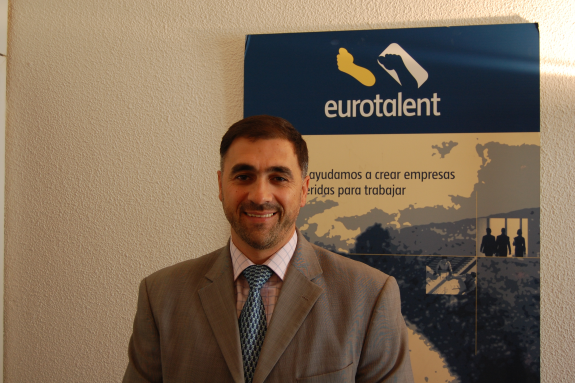 eurotalent
ayudamos a crear empresas
eridas para trabajar